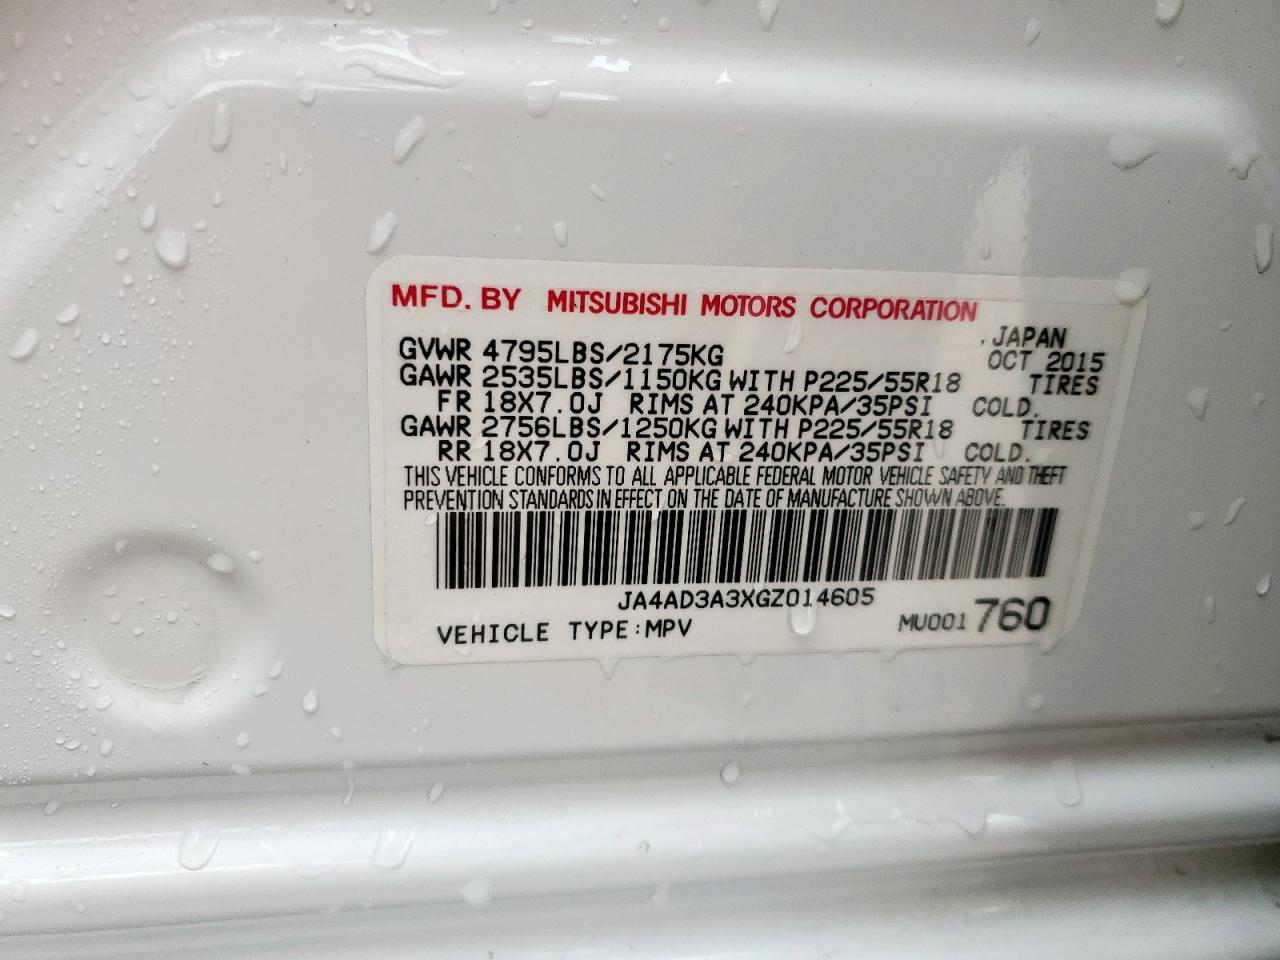 MFD. BY MITSUBISHI MOTORS CORPORATION
JAPAN
GVWR 4795LBS/2175KG OCT 2015
GAWR 2535LBS/1150KG WITH P225/55R18 TIRES
FR 18X7.0J RIMS AT 240KPA/35PSI COLD.
GAWR 2756LBS/1250KG WITH P225/55R18 TIRES
RR 18X7.0J RIMS AT 240KPA/35PSI COLD.
THIS VEHICLE CONFORMS TO ALL APPLICABLE FEDERAL MOTOR VEHICLE SAFETY AND THEFT
PREVENTION STANDARDS IN EFFECT ON THE DATE OF MANUFACTURE SHOWN ABOVE.
JA4AD3A3XGZ014605
VEHICLE TYPE:MPV MU001760